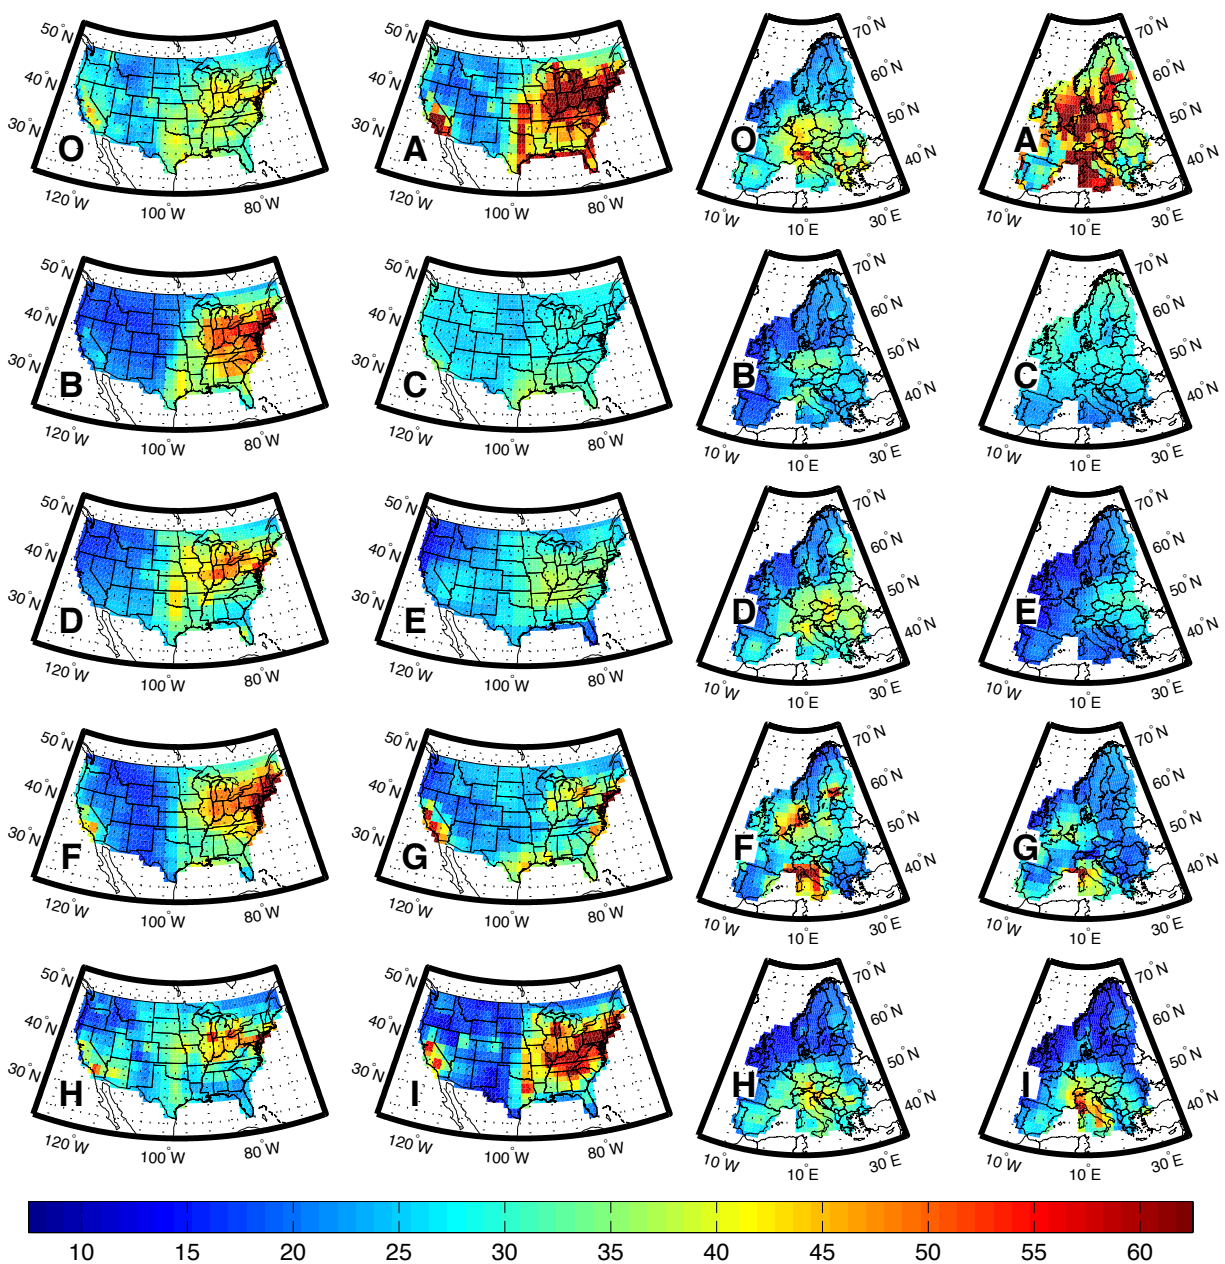 50°N 40°N 30°N O 120°W 100°W 80°W
50°N 40°N 30°N A 120°W 100°W 80°W
70°N 60°N 50°N 40°N O 10°W 10°E 30°E
70°N 60°N 50°N 40°N A 10°W 10°E 30°E
50°N 40°N 30°N B 120°W 100°W 80°W
50°N 40°N 30°N C 120°W 100°W 80°W
70°N 60°N 50°N 40°N B 10°W 10°E 30°E
70°N 60°N 50°N 40°N C 10°W 10°E 30°E
50°N 40°N 30°N D 120°W 100°W 80°W
50°N 40°N 30°N E 120°W 100°W 80°W
70°N 60°N 50°N 40°N D 10°W 10°E 30°E
70°N 60°N 50°N 40°N E 10°W 10°E 30°E
50°N 40°N 30°N F 120°W 100°W 80°W
50°N 40°N 30°N G 120°W 100°W 80°W
70°N 60°N 50°N 40°N F 10°W 10°E 30°E
70°N 60°N 50°N 40°N G 10°W 10°E 30°E
50°N 40°N 30°N H 120°W 100°W 80°W
50°N 40°N 30°N I 120°W 100°W 80°W
70°N 60°N 50°N 40°N H 10°W 10°E 30°E
70°N 60°N 50°N 40°N I 10°W 10°E 30°E
10 15 20 25 30 35 40 45 50 55 60